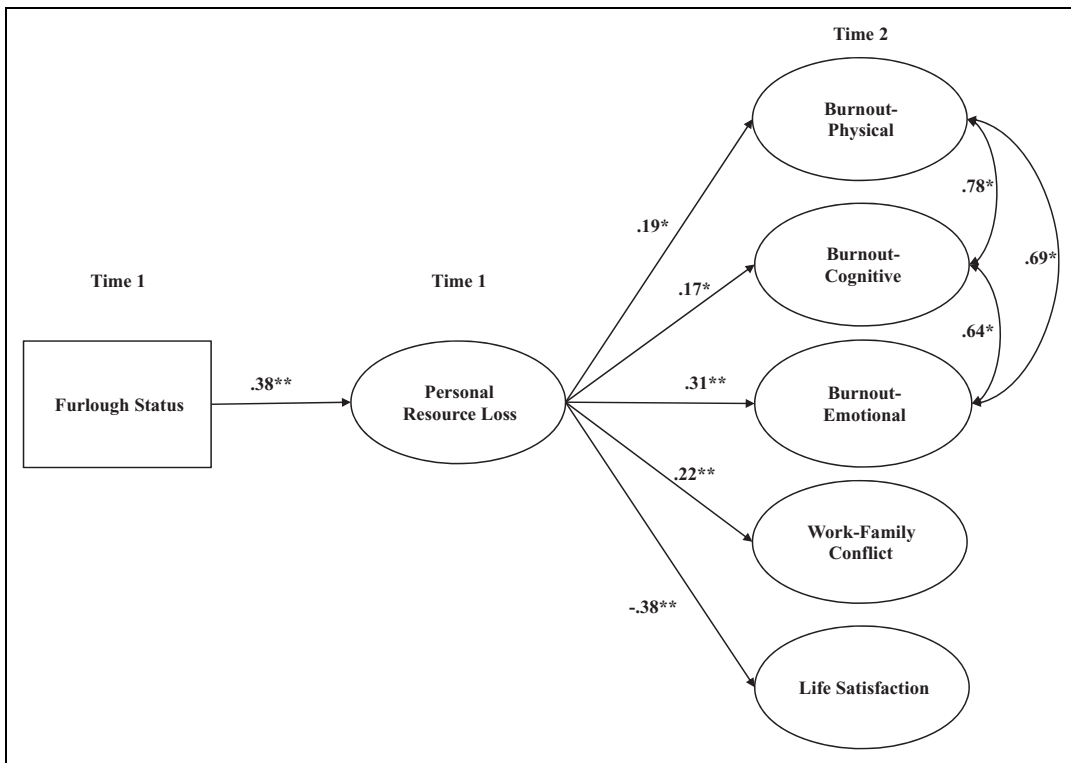 Time 2
Burnout-
Physical
.78*
.19*
Burnout-
Cognitive
.69*
Time 1
Time 1
.17*
.64*
Furlough Status
.38**
Personal
Resource Loss
.31**
Burnout-
Emotional
.22**
Work-Family
Conflict
-.38**
Life Satisfaction